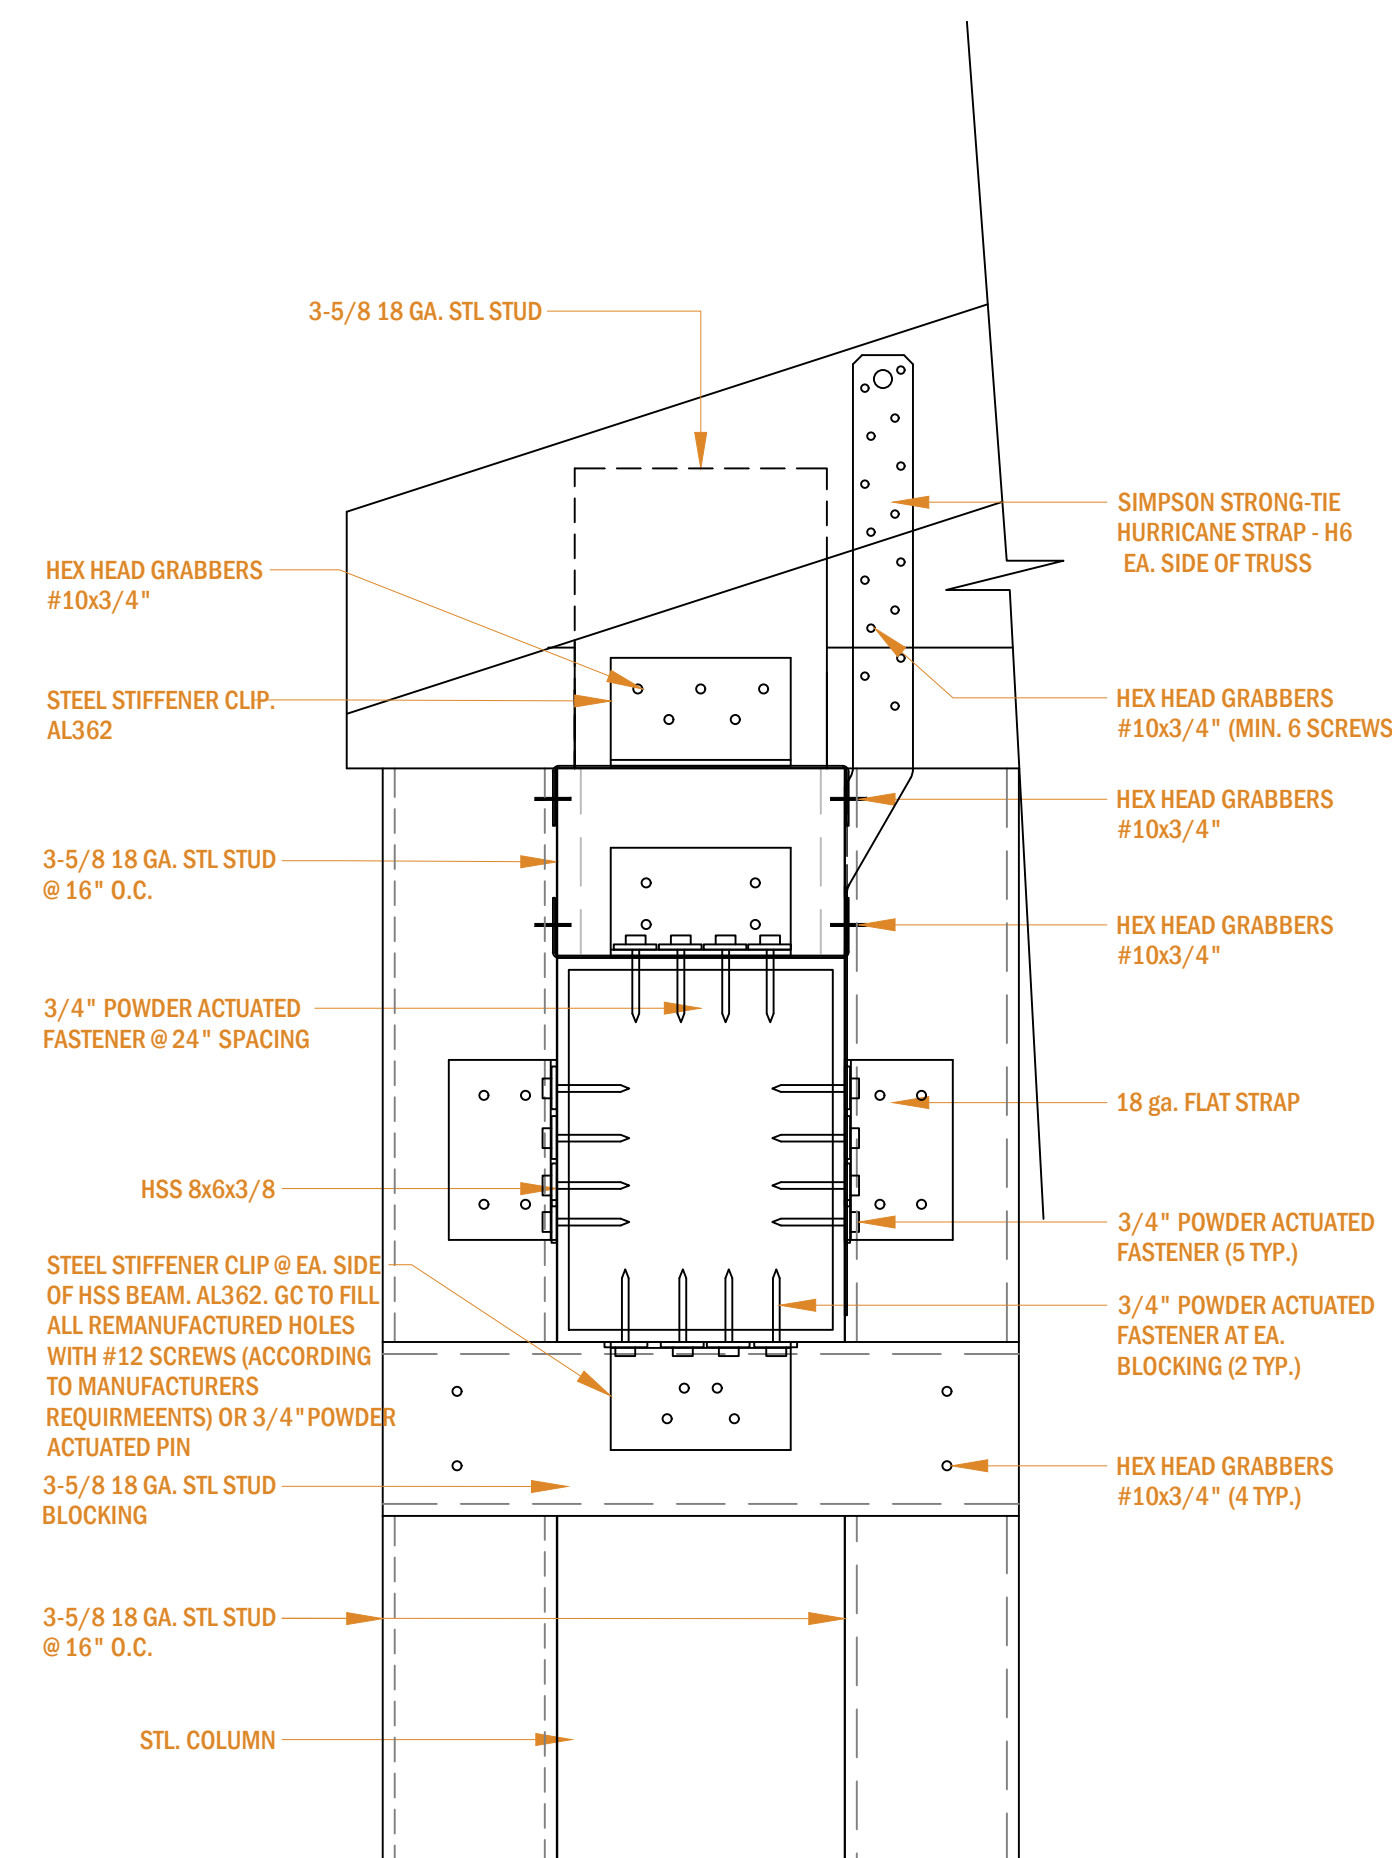 3-5/8 18 GA. STL STUD
HEX HEAD GRABBERS
#10x3/4"
STEEL STIFFENER CLIP.
AL362
3-5/8 18 GA. STL STUD
@ 16" O.C.
3/4" POWDER ACTUATED
FASTENER @ 24" SPACING
HSS 8x6x3/8
STEEL STIFFENER CLIP @ EA. SIDE
OF HSS BEAM. AL362. GC TO FILL
ALL REMANUFACTURED HOLES
WITH #12 SCREWS (ACCORDING
TO MANUFACTURERS
REQUIRMEENTS) OR 3/4" POWDER
ACTUATED PIN
3-5/8 18 GA. STL STUD
BLOCKING
3-5/8 18 GA. STL STUD
@ 16" O.C.
STL. COLUMN
SIMPSON STRONG-TIE
HURRICANE STRAP - H6
EA. SIDE OF TRUSS
HEX HEAD GRABBERS
#10x3/4" (MIN. 6 SCREWS
HEX HEAD GRABBERS
#10x3/4"
HEX HEAD GRABBERS
#10x3/4"
18 ga. FLAT STRAP
3/4" POWDER ACTUATED
FASTENER (5 TYP.)
3/4" POWDER ACTUATED
FASTENER AT EA.
BLOCKING (2 TYP.)
HEX HEAD GRABBERS
#10x3/4" (4 TYP.)